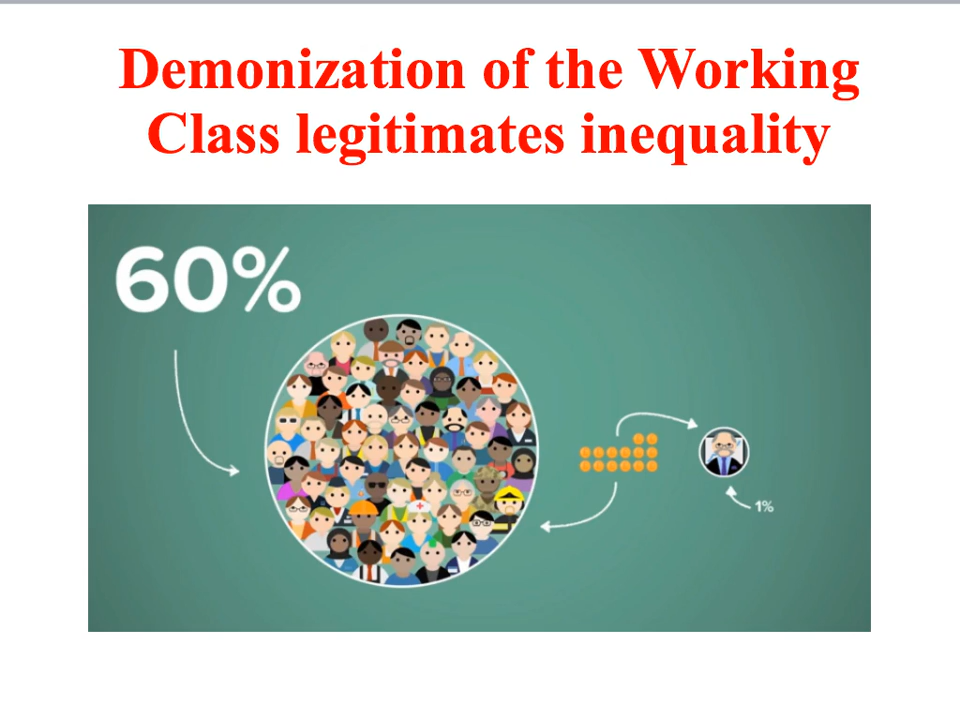 Demonization of the Working
Class legitimates inequality
60%
1%